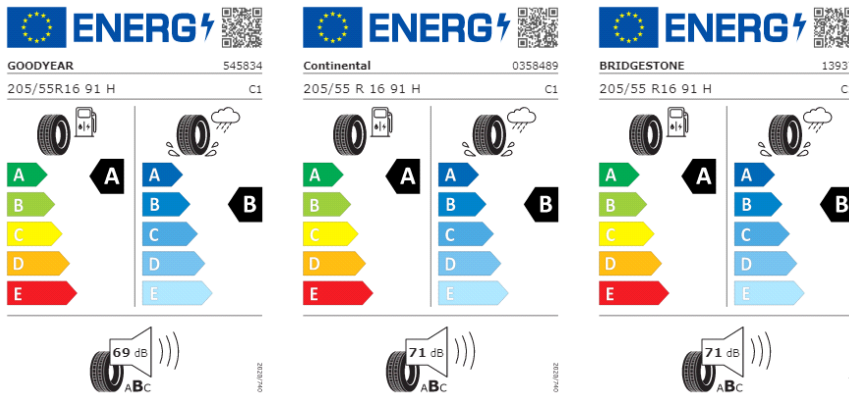 ENERG
GOODYEAR 545834
205/55R16 91 H C1
A A A
B B B
C C
D D
E E
69 dB
ABC
2020/740
ENERG
Continental 0358489
205/55 R 16 91 H C1
A A A
B B B
C C
D D
E E
71 dB
ABC
2020/740
ENERG
BRIDGESTONE
205/55 R16 91 H
A A A
B B B
C C
D D
E E
71 dB
ABC